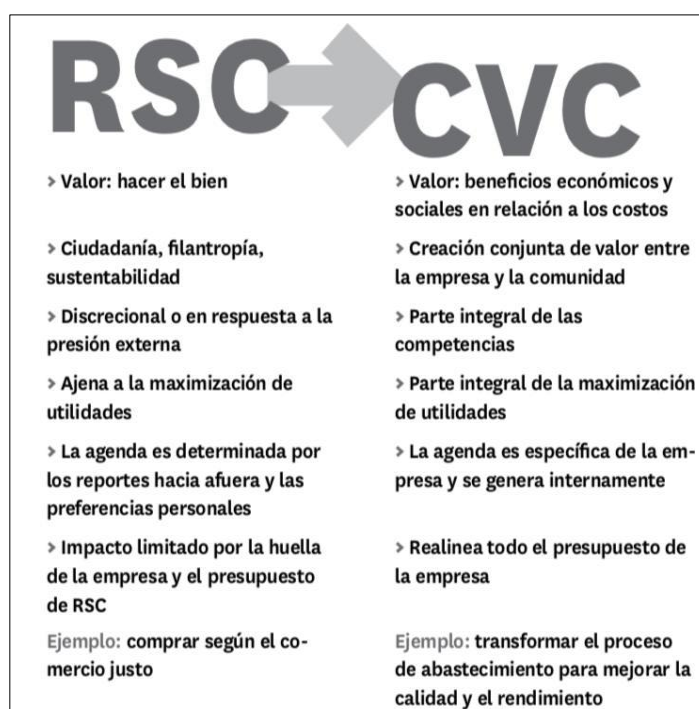 RSC CVC
> Valor: hacer el bien
> Valor: beneficios económicos y
sociales en relación a los costos
> Ciudadanía, filantropía,
sustentabilidad
> Creación conjunta de valor entre
la empresa y la comunidad
> Discrecional o en respuesta a la
presión externa
> Parte integral de las
competencias
> Ajena a la maximización de
utilidades
> Parte integral de la maximización
de utilidades
> La agenda es determinada por
los reportes hacia afuera y las
preferencias personales
> La agenda es específica de la em-
presa y se genera internamente
> Impacto limitado por la huella
de la empresa y el presupuesto
de RSC
> Realinea todo el presupuesto de
la empresa
Ejemplo: comprar según el co-
mercio justo
Ejemplo: transformar el proceso
de abastecimiento para mejorar la
calidad y el rendimiento